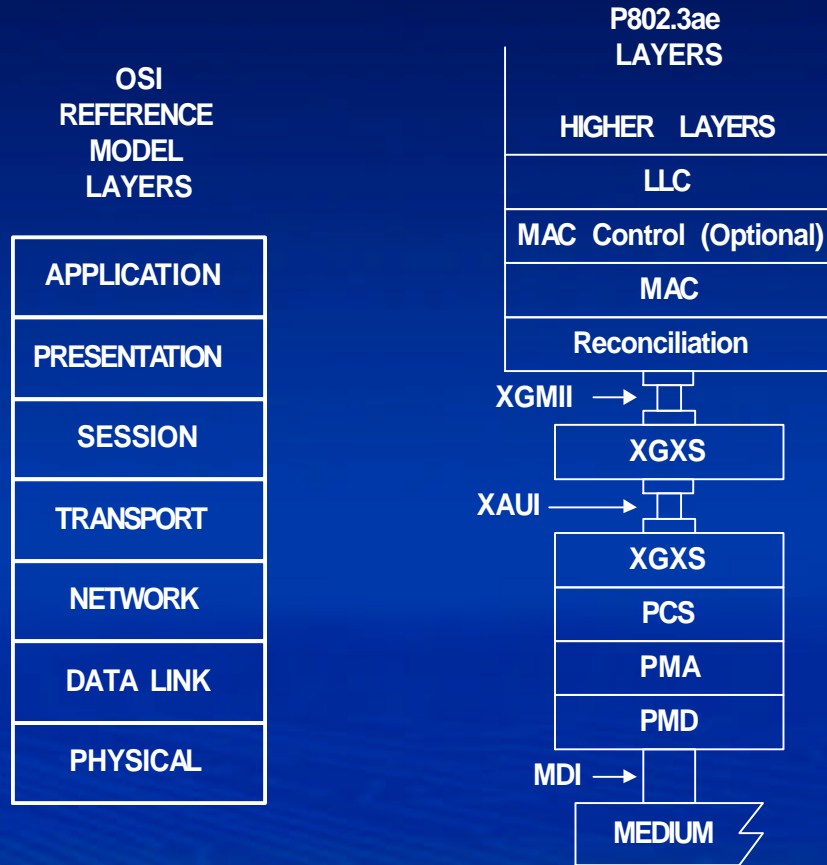 OSI
REFERENCE
MODEL
LAYERS
APPLICATION
PRESENTATION
SESSION
TRANSPORT
NETWORK
DATA LINK
PHYSICAL
P802.3ae
LAYERS
HIGHER LAYERS
LLC
MAC Control (Optional)
MAC
Reconciliation
XGMII
XGXS
XAUI
XGXS
PCS
PMA
PMD
MDI
MEDIUM